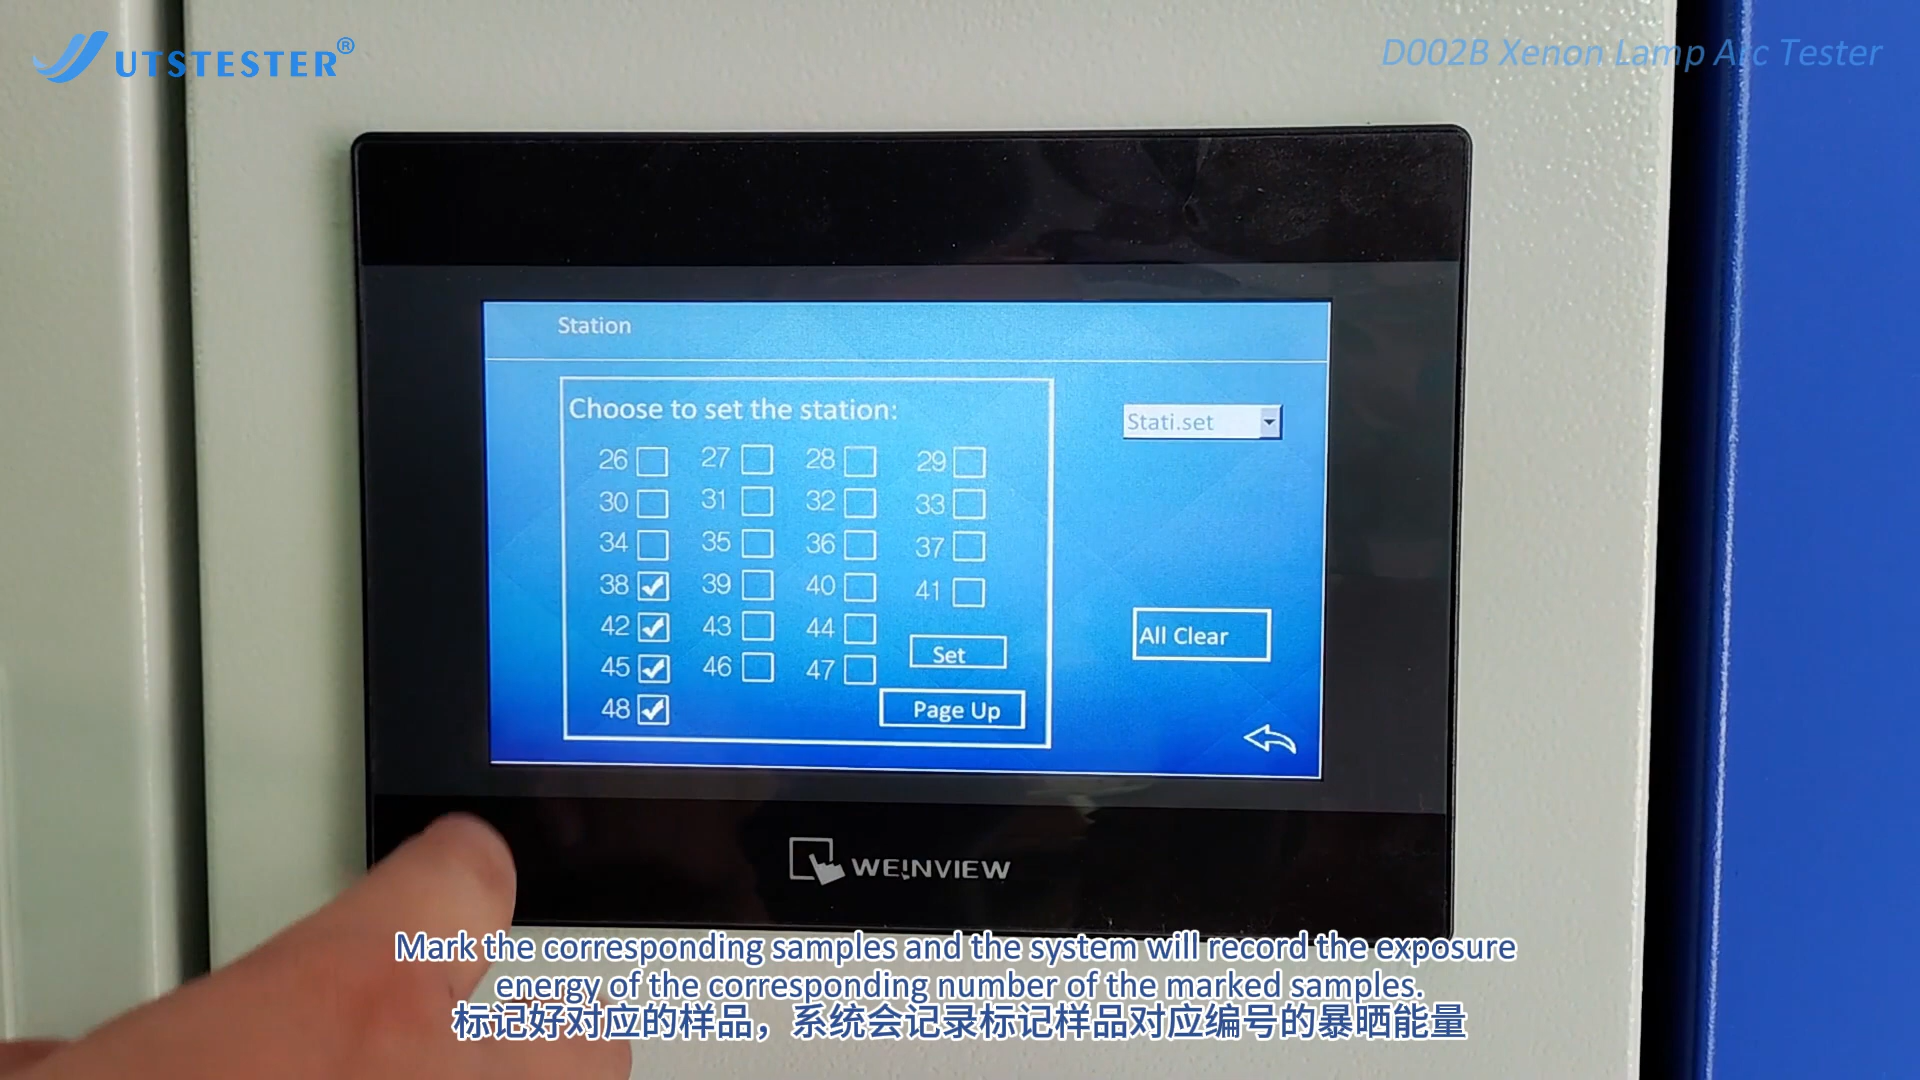 UTSTESTER®
D002B Xenon Lamp Arc Tester
Station
Choose to set the station:
Stati.set
26 27 28 29
30 31 32 33
34 35 36 37
38 39 40 41
42 43 44
45 46 47
48
Set
Page Up
All Clear
WE!NVIEW
Mark the corresponding samples and the system will record the exposure
energy of the corresponding number of the marked samples.
标记好对应的样品，系统会记录标记样品对应编号的暴晒能量